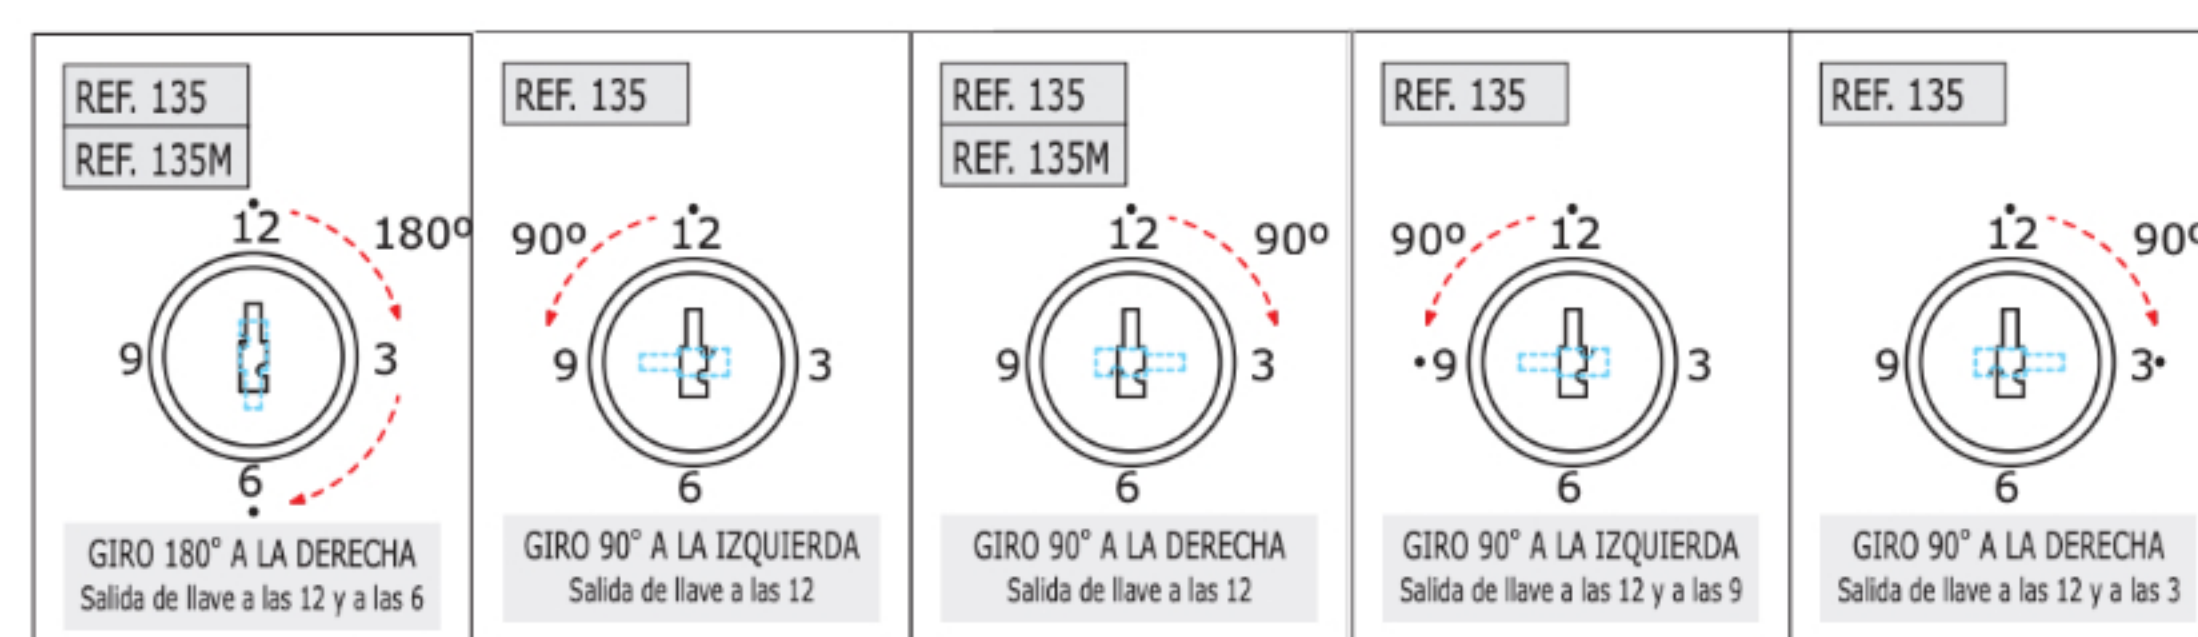 REF. 135
REF. 135M
12
180º
9
3
6
GIRO 180° A LA DERECHA
Salida de llave a las 12 y a las 6
REF. 135
90º
12
9
3
6
GIRO 90° A LA IZQUIERDA
Salida de llave a las 12
REF. 135
REF. 135M
12
90º
9
3
6
GIRO 90° A LA DERECHA
Salida de llave a las 12
REF. 135
90º
12
9
3
6
GIRO 90° A LA IZQUIERDA
Salida de llave a las 12 y a las 9
REF. 135
12
90º
9
3
6
GIRO 90° A LA DERECHA
Salida de llave a las 12 y a las 3